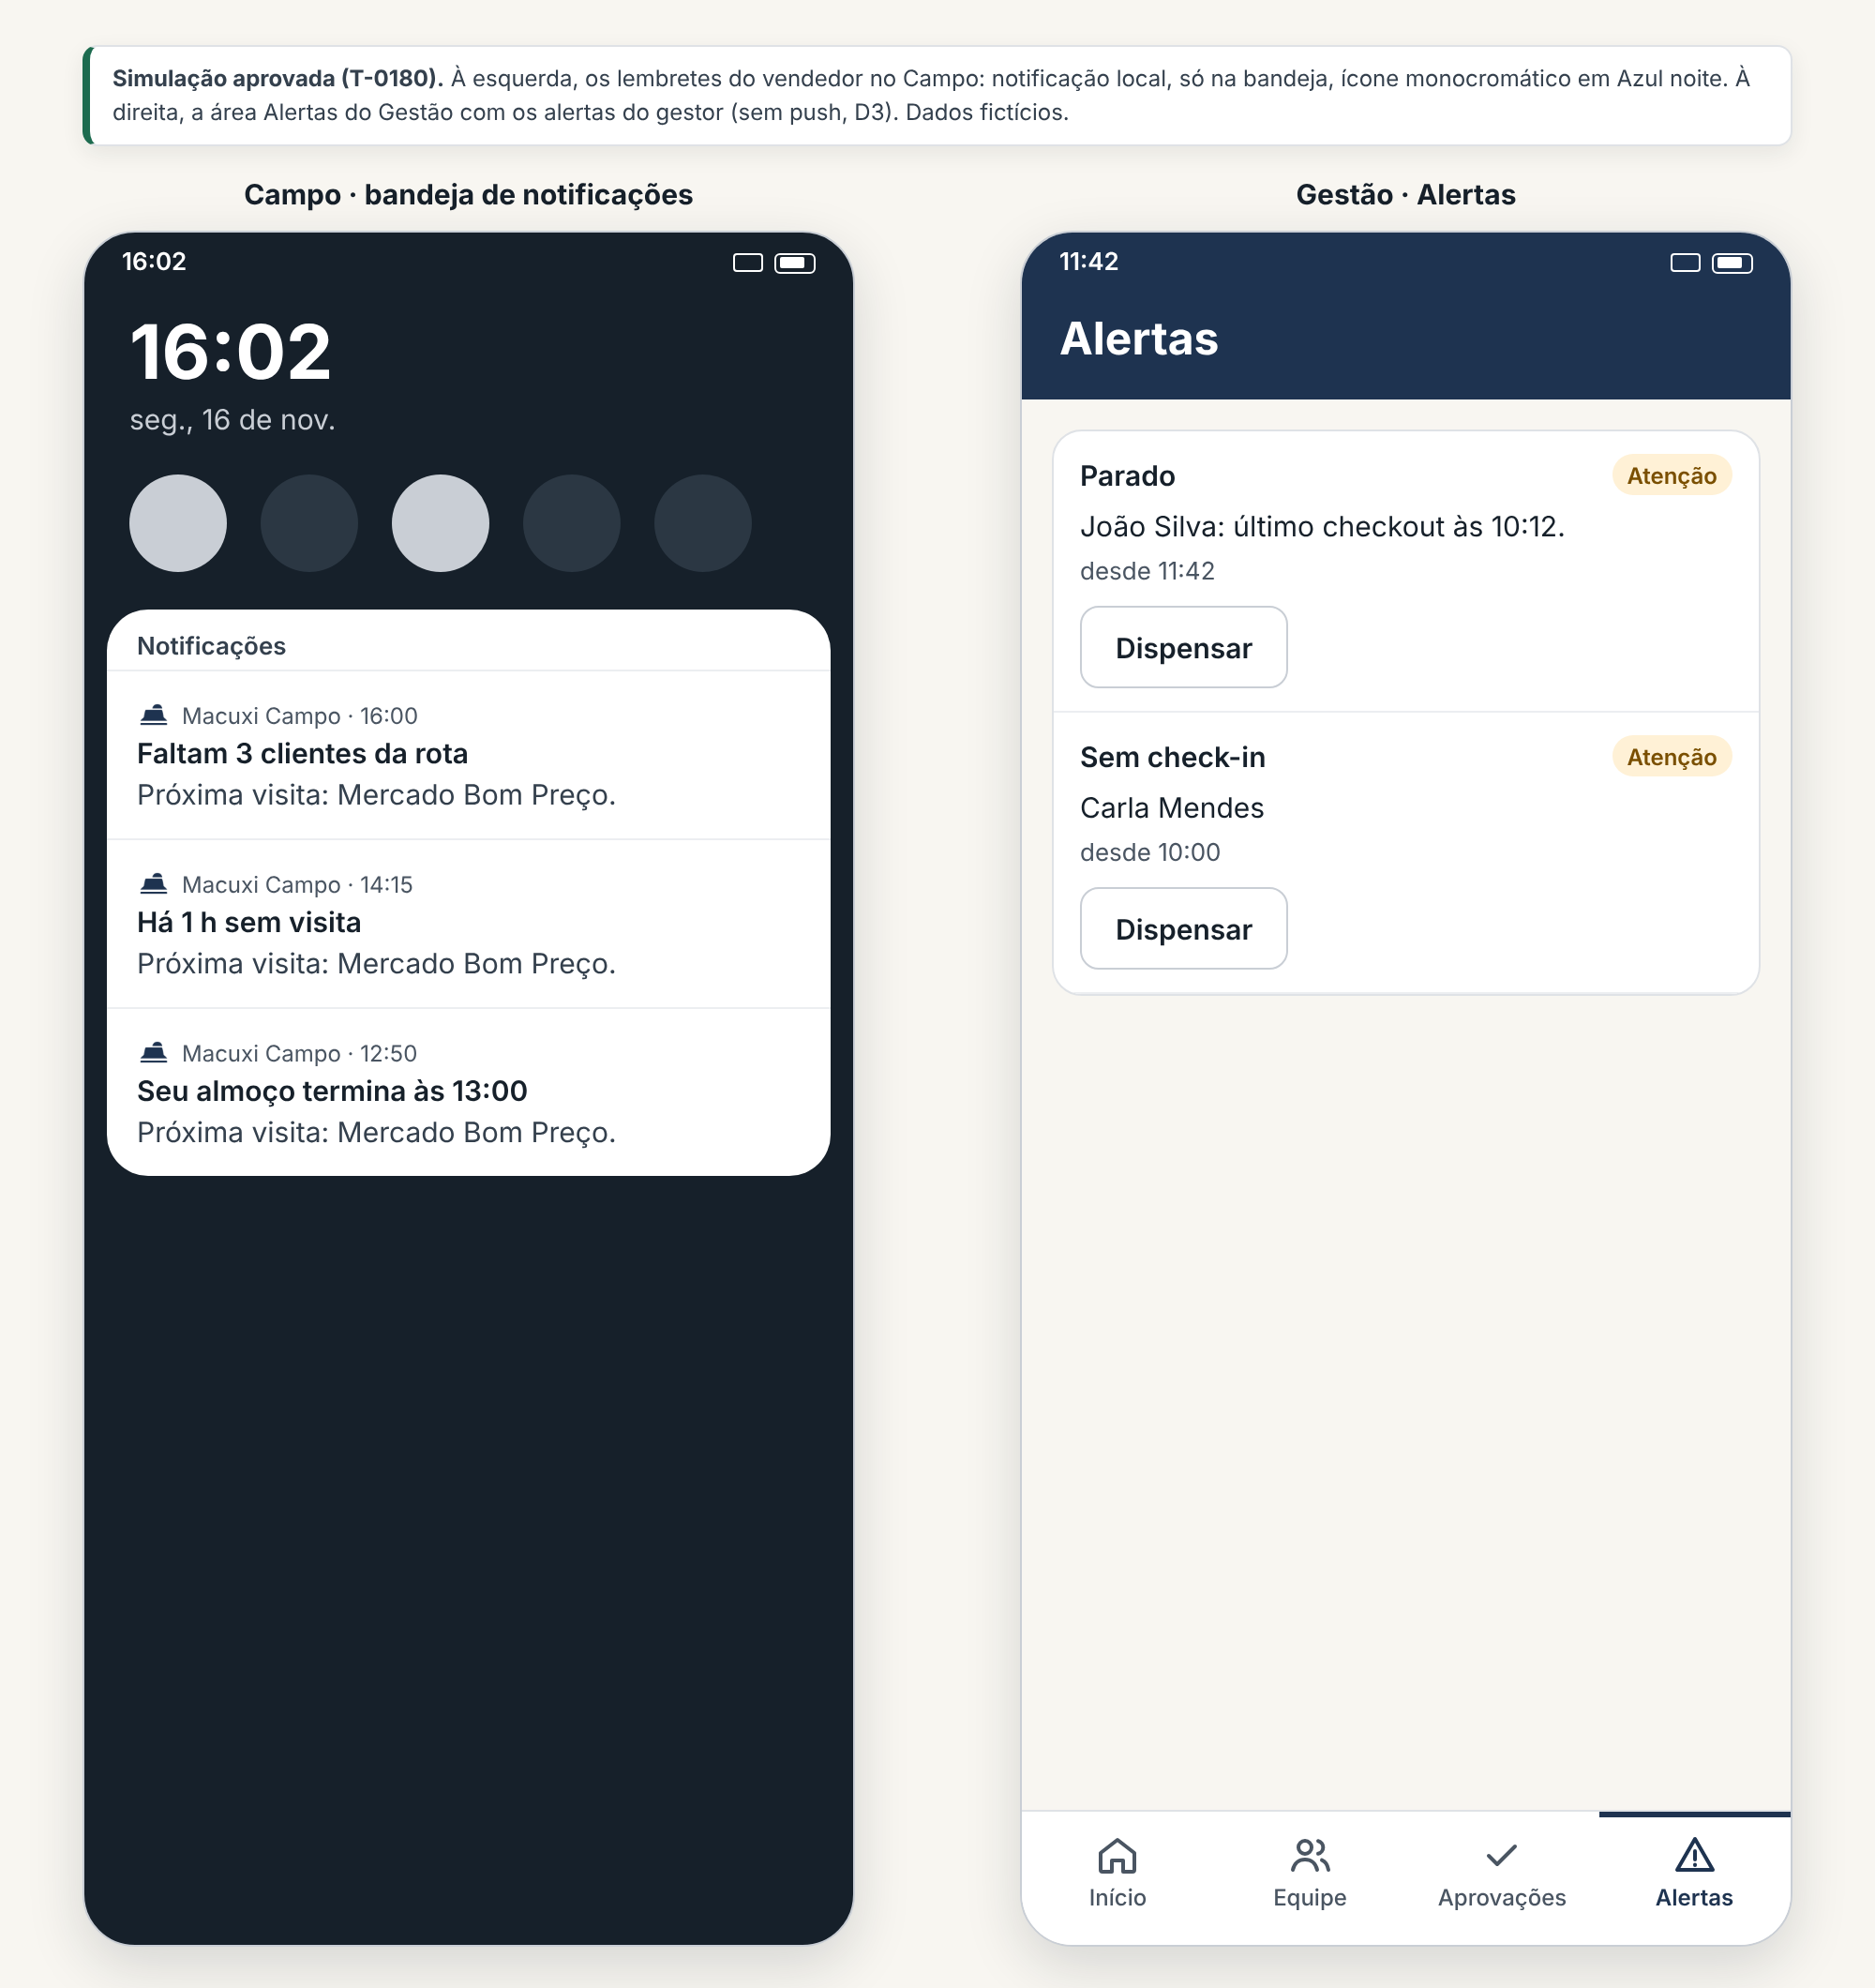 Simulação aprovada (T-0180). À esquerda, os lembretes do vendedor no Campo: notificação local, só na bandeja, ícone monocromático em Azul noite. À
direita, a área Alertas do Gestão com os alertas do gestor (sem push, D3). Dados fictícios.
Campo · bandeja de notificações
16:02
16:02
seg., 16 de nov.
Notificações
Macuxi Campo · 16:00
Faltam 3 clientes da rota
Próxima visita: Mercado Bom Preço.
Macuxi Campo · 14:15
Há 1 h sem visita
Próxima visita: Mercado Bom Preço.
Macuxi Campo · 12:50
Seu almoço termina às 13:00
Próxima visita: Mercado Bom Preço.
Gestão · Alertas
11:42
Alertas
Parado
Atenção
João Silva: último checkout às 10:12.
desde 11:42
Dispensar
Sem check-in
Atenção
Carla Mendes
desde 10:00
Dispensar
Início
Equipe
Aprovações
Alertas